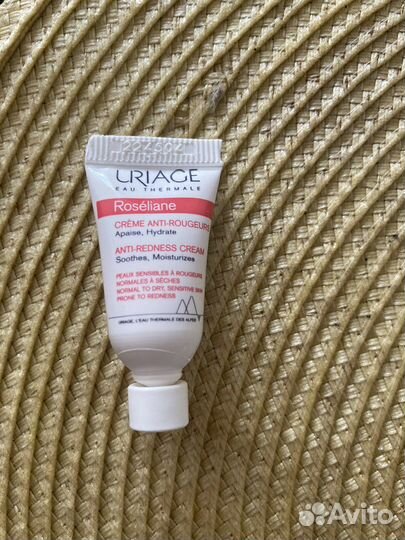 222302
URIAGE
EAU THERMALE
Roséliane
CRÈME ANTI-ROUGEURS
Apaise, Hydrate
ANTI-REDNESS CREAM
Soothes, Moisturizes
PEAUX SENSIBLES À ROUGEURS
NORMALES À SÈCHES
NORMAL TO DRY, SENSITIVE SKIN
PRONE TO REDNESS
URIAGE, L'EAU THERMALE DES ALPES
Avito